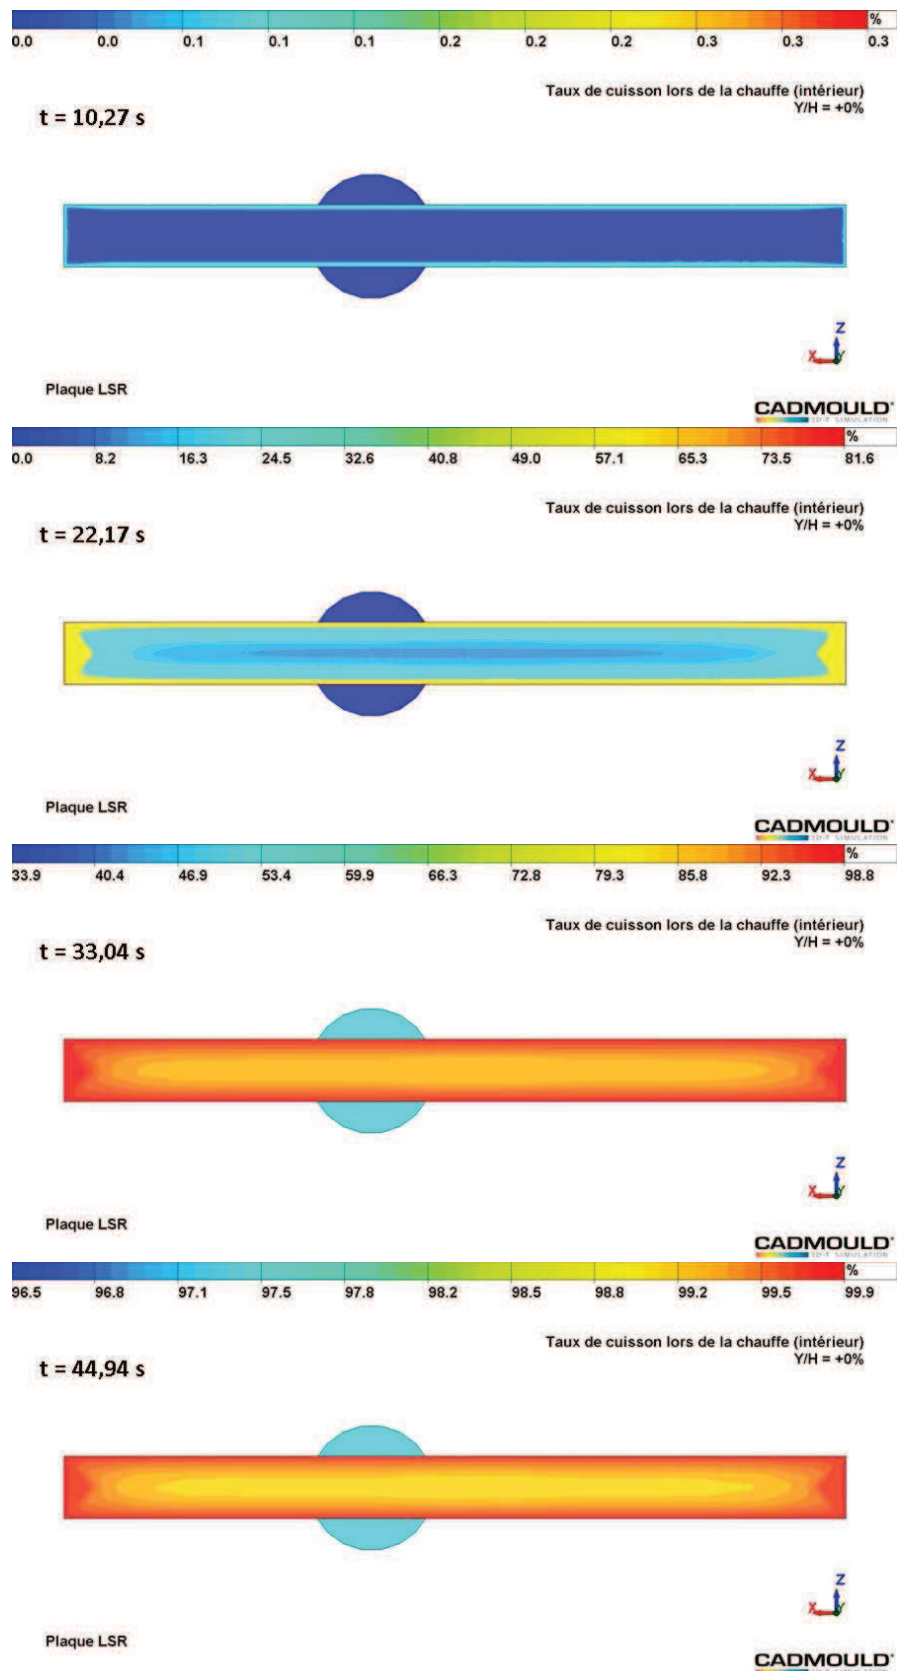 %
0.0 0.0 0.1 0.1 0.1 0.2 0.2 0.2 0.3 0.3 0.3
Taux de cuisson lors de la chauffe (intérieur)
Y/H = +0%
t = 10,27 s
Z
X Y
Plaque LSR
CADMOULD
3D-F SIMULATION
%
0.0 8.2 16.3 24.5 32.6 40.8 49.0 57.1 65.3 73.5 81.6
Taux de cuisson lors de la chauffe (intérieur)
Y/H = +0%
t = 22,17 s
Z
X Y
Plaque LSR
CADMOULD
3D-F SIMULATION
%
33.9 40.4 46.9 53.4 59.9 66.3 72.8 79.3 85.8 92.3 98.8
Taux de cuisson lors de la chauffe (intérieur)
Y/H = +0%
t = 33,04 s
Z
X Y
Plaque LSR
CADMOULD
3D-F SIMULATION
%
96.5 96.8 97.1 97.5 97.8 98.2 98.5 98.8 99.2 99.5 99.9
Taux de cuisson lors de la chauffe (intérieur)
Y/H = +0%
t = 44,94 s
Z
X Y
Plaque LSR
CADMOULD